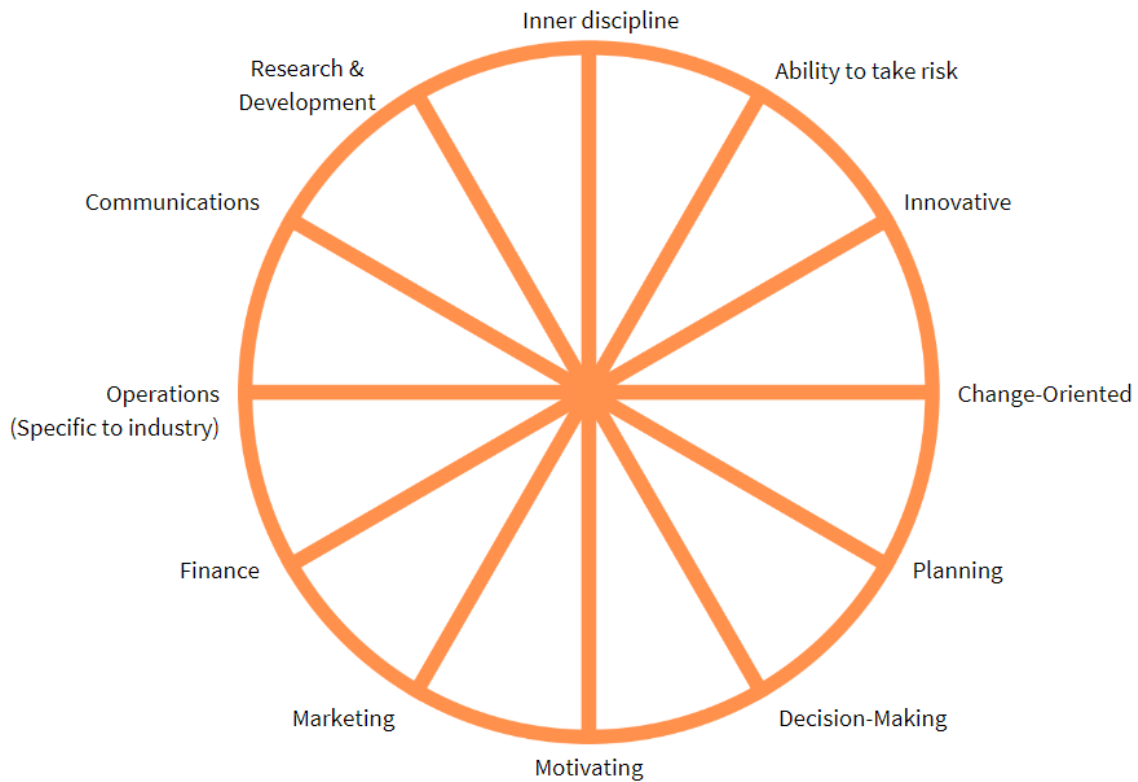 Inner discipline
Ability to take risk
Innovative
Change-Oriented
Planning
Decision-Making
Motivating
Marketing
Finance
Operations
(Specific to industry)
Communications
Research &
Development